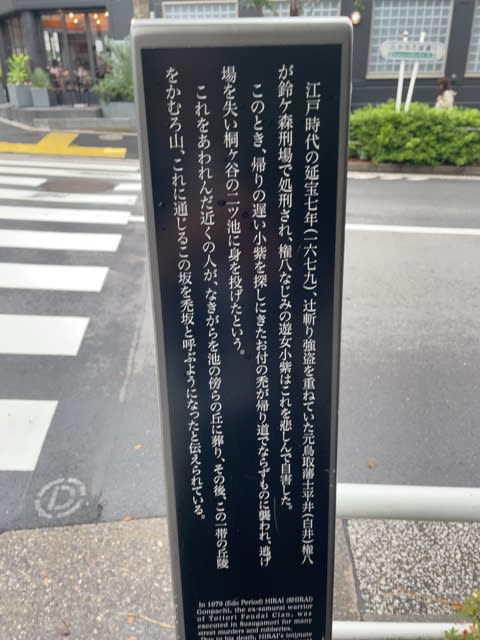 江戸時代の延宝七年(一六七九)、辻斬り強盗を重ねていた元鳥取藩士平井(白井)権八
が鈴ケ森刑場で処刑され、権八なじみの遊女小紫はこれを悲しんで自害した。
このとき、帰りの遅い小紫を探しにきたお付の禿が帰り道でならずものに襲われ、逃げ
場を失い桐ヶ谷の二ツ池に身を投げたという。
これをあわれんだ近くの人が、なきがらを池の傍らの丘に葬り、その後、この一帯の丘陵
をかむろ山、これに通じるこの坂を禿坂と呼ぶようになったと伝えられている。
In 1679 (Edo Period) HIRAI (SHIRAI)
Gonpachi, the ex-samurai warrior
of Tottori Feudal Clan, was
executed in Suzugamori for many
street murders and robberies.
Due to his death, HIRAI's intimate